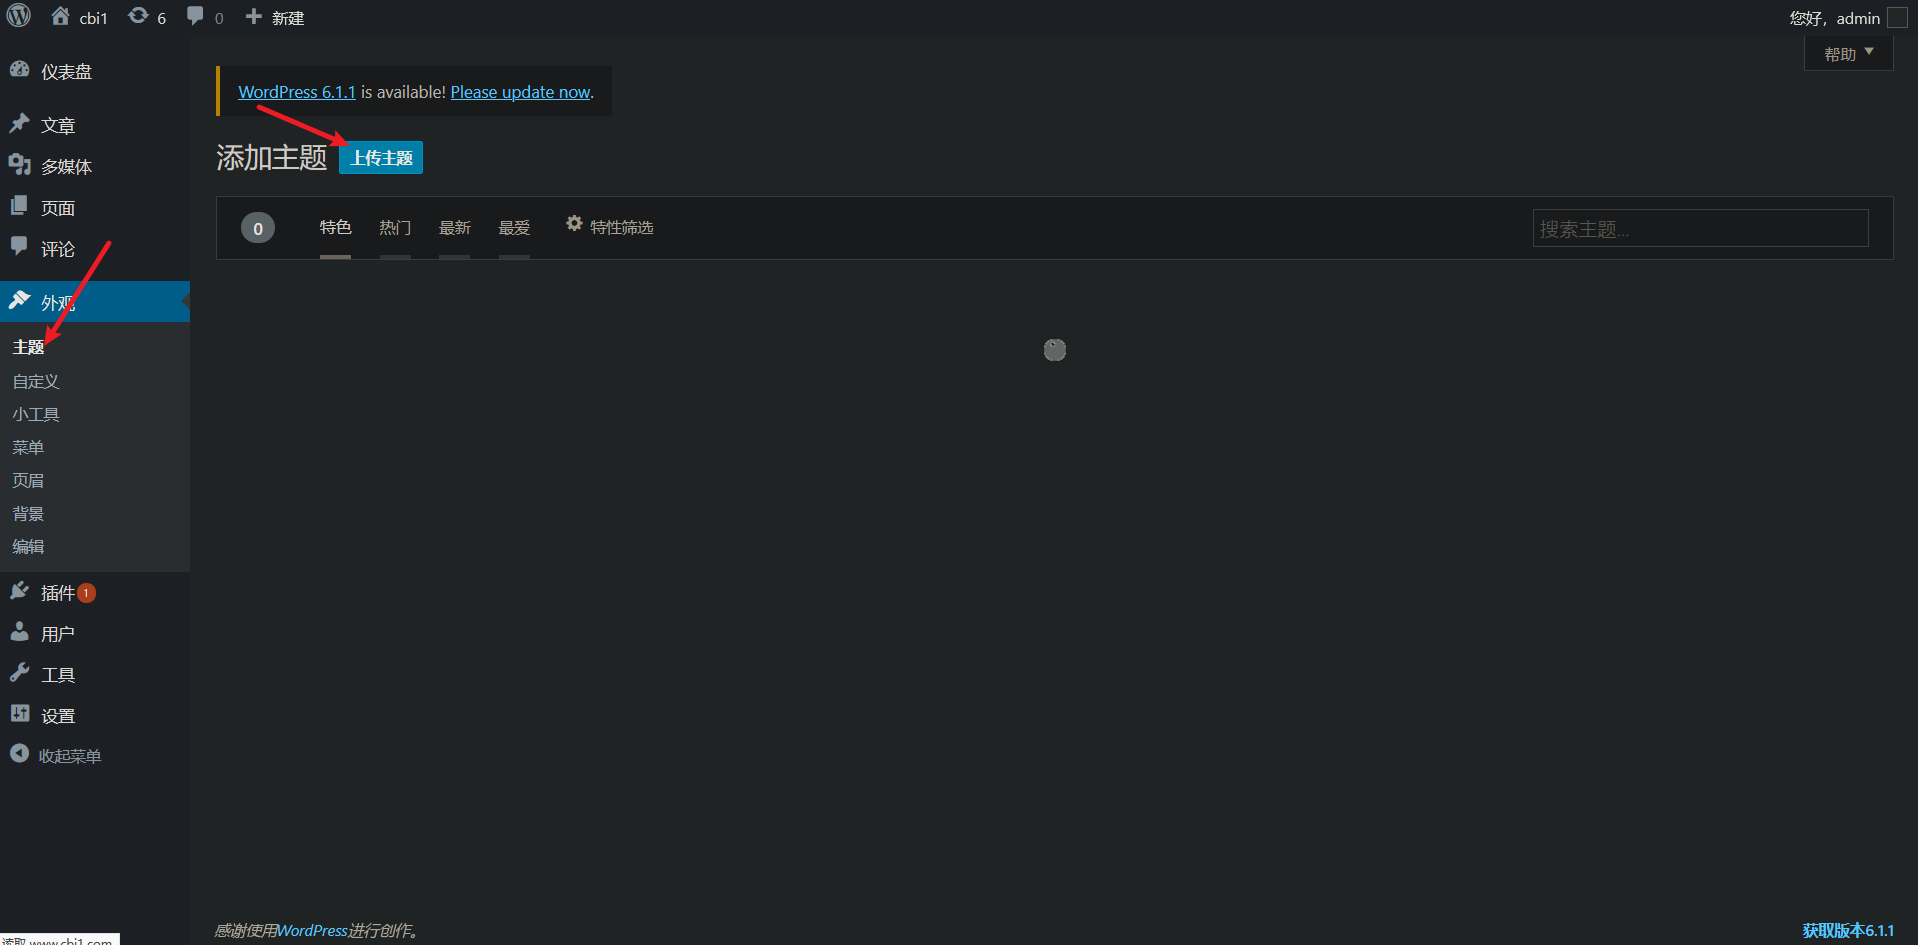 cbi1 6 0 新建
您好，admin
帮助
仪表盘
文章
多媒体
页面
评论
外观
主题
自定义
小工具
菜单
页眉
背景
编辑
插件 1
用户
工具
设置
收起菜单
WordPress 6.1.1 is available! Please update now.
添加主题 上传主题
0 特色 热门 最新 最爱 特性筛选
搜索主题...
感谢使用WordPress进行创作。
获取版本6.1.1
读取 www.cbi1.com